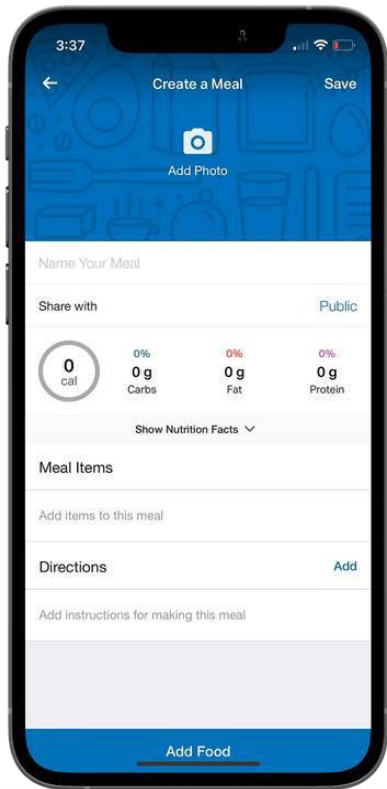 3:37
Create a Meal
Save
Add Photo
Name Your Meal
Share with
Public
0
cal
0%
0 g
Carbs
0%
0 g
Fat
0%
0 g
Protein
Show Nutrition Facts
Meal Items
Add items to this meal
Directions
Add
Add instructions for making this meal
Add Food